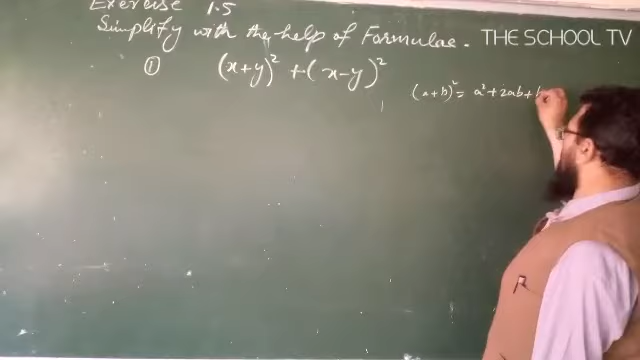 Exercise 1.5
Simplify with the help of Formulae.
THE SCHOOL TV
① (x+y)² + (x-y)²
(a+b)² = a² + 2ab + b